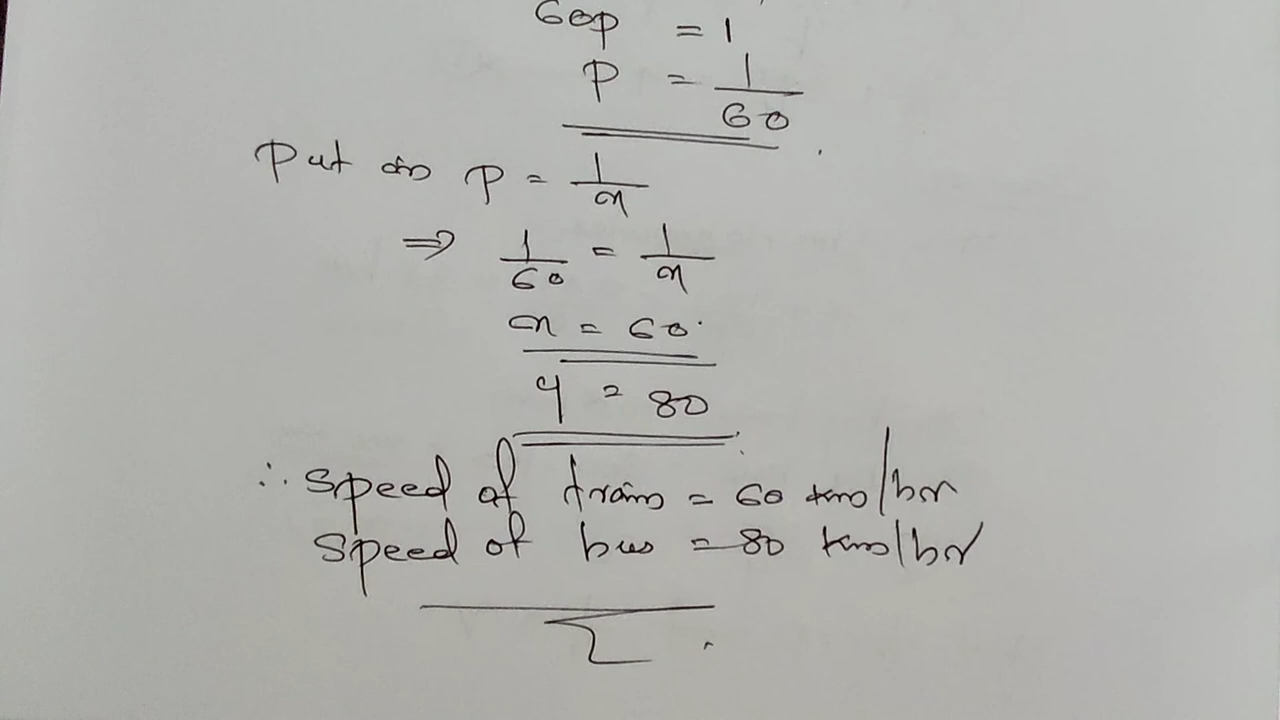 60p = 1
p = 1/60
Put in p = 1/x
⇒ 1/60 = 1/x
x = 60
y = 80
∴ speed of train = 60 km/hr
speed of bus = 80 km/hr